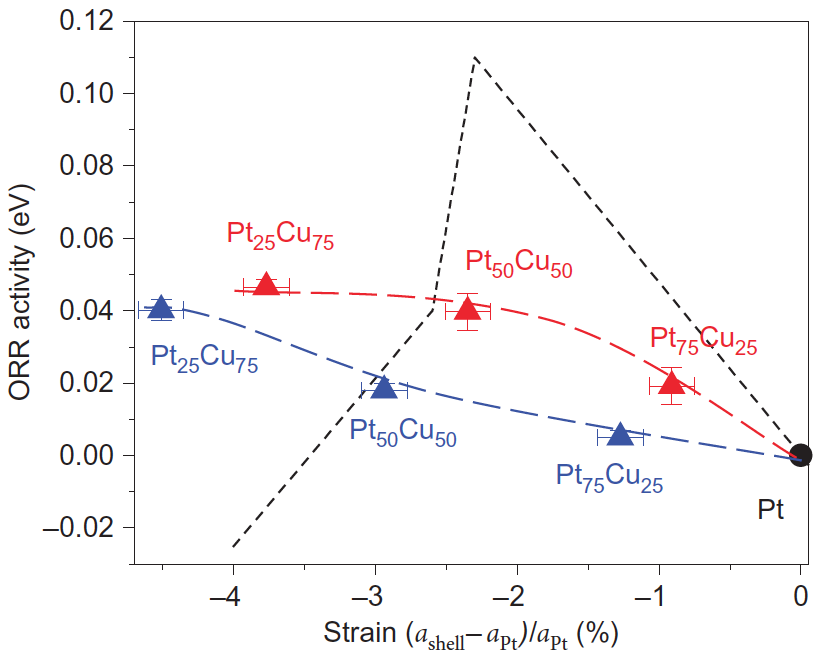 0.12
0.10
0.08
0.06
0.04
0.02
0.00
–0.02
ORR activity (eV)
Pt25Cu75
Pt50Cu50
Pt75Cu25
Pt25Cu75
Pt50Cu50
Pt75Cu25
Pt
–4 –3 –2 –1 0
Strain (ashell–aPt)/aPt (%)